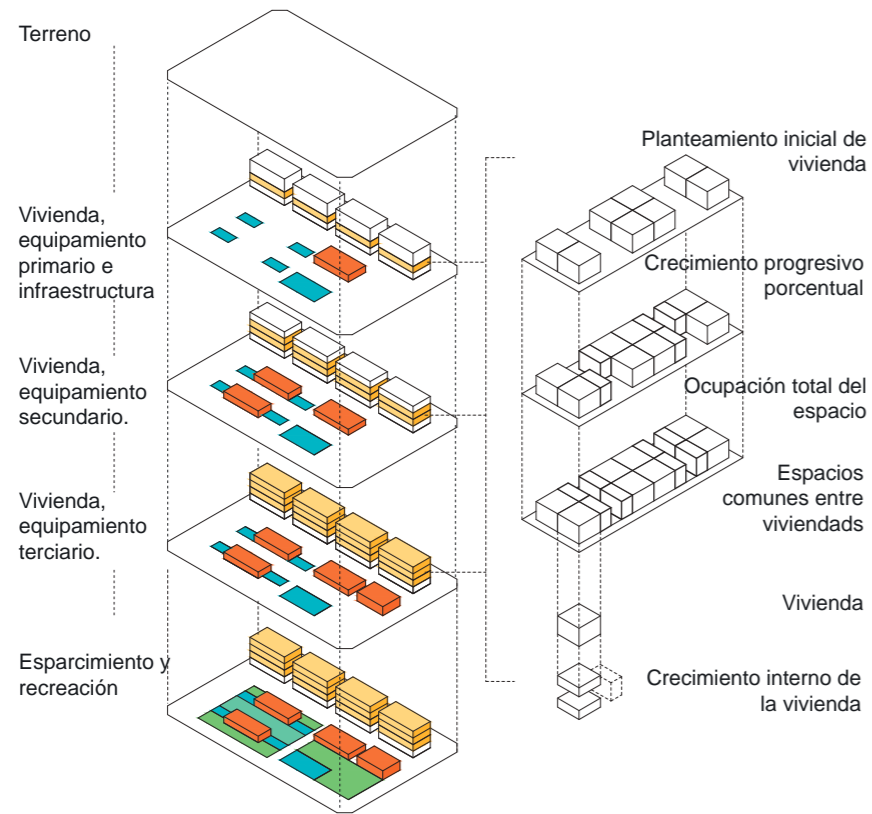 Terreno
Vivienda,
equipamiento
primario e
infraestructura
Vivienda,
equipamiento
secundario.
Vivienda,
equipamiento
terciario.
Esparcimiento y
recreación
Planteamiento inicial de
vivienda
Crecimiento progresivo
porcentual
Ocupación total del
espacio
Espacios
comunes entre
viviendads
Vivienda
Crecimiento interno de
la vivienda